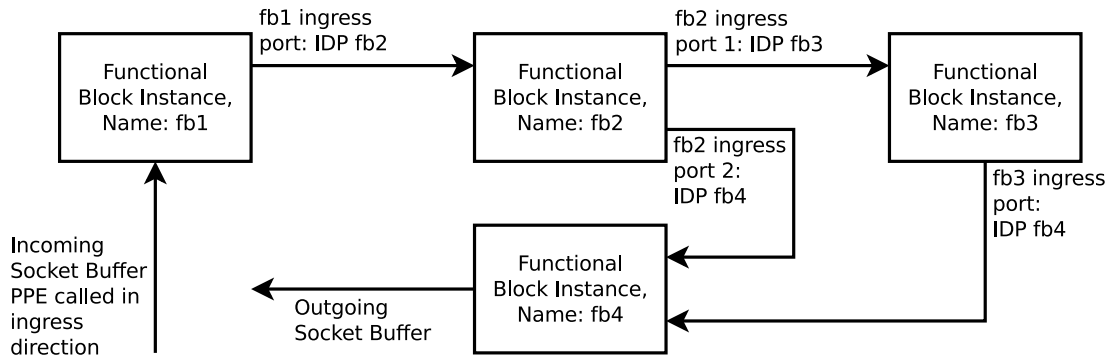 fb1 ingress
port: IDP fb2
fb2 ingress
port 1: IDP fb3
Functional
Block Instance,
Name: fb1
Functional
Block Instance,
Name: fb2
Functional
Block Instance,
Name: fb3
fb2 ingress
port 2:
IDP fb4
fb3 ingress
port:
IDP fb4
Incoming
Socket Buffer
PPE called in
ingress
direction
Outgoing
Socket Buffer
Functional
Block Instance,
Name: fb4